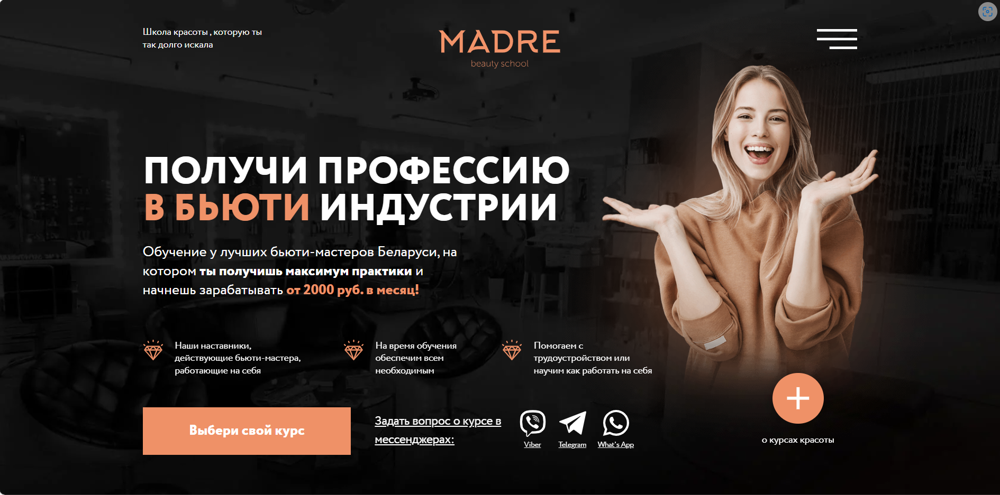 Школа красоты , которую ты
так долго искала
MADRE
beauty school
ПОЛУЧИ ПРОФЕССИЮ
В БЬЮТИ ИНДУСТРИИ
Обучение у лучших бьюти-мастеров Беларуси, на
котором ты получишь максимум практики и
начнешь зарабатывать от 2000 руб. в месяц!
Наши наставники,
действующие бьюти-мастера,
работающие на себя
На время обучения
обеспечим всем
необходимым
Помогаем с
трудоустройством или
научим как работать на себя
Выбери свой курс
Задать вопрос о курсе в
мессенджерах:
Viber
Telegram
What's App
о курсах красоты